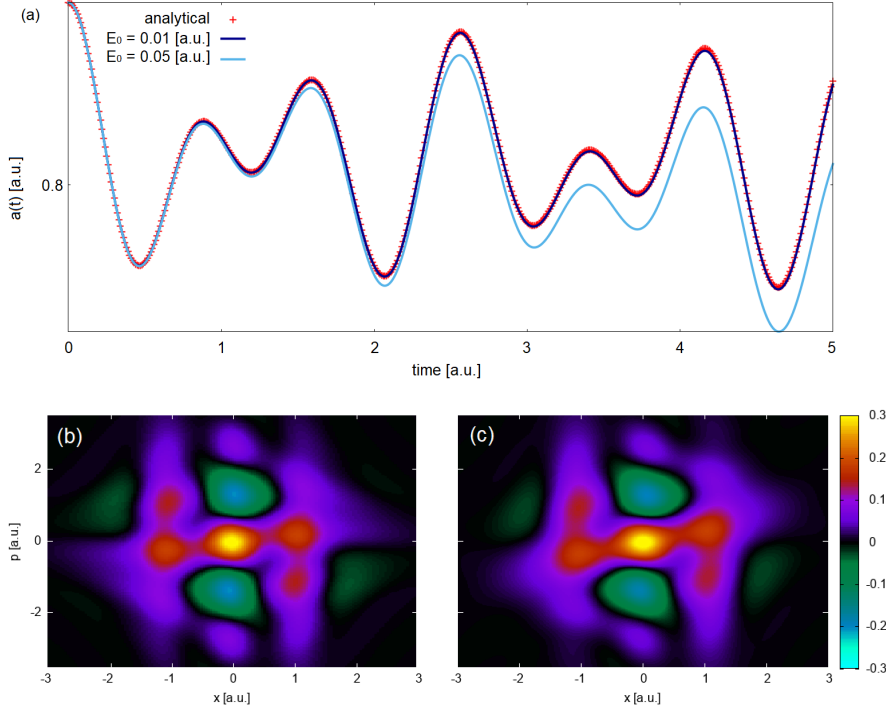 (a)
analytical
E₀ = 0.01 [a.u.]
E₀ = 0.05 [a.u.]
a(t) [a.u.]
0.8
0 1 2 3 4 5
time [a.u.]
(b)
p [a.u.]
2
0
-2
-3 -2 -1 0 1 2 3
x [a.u.]
(c)
-3 -2 -1 0 1 2 3
x [a.u.]
0.3
0.2
0.1
0
-0.1
-0.2
-0.3